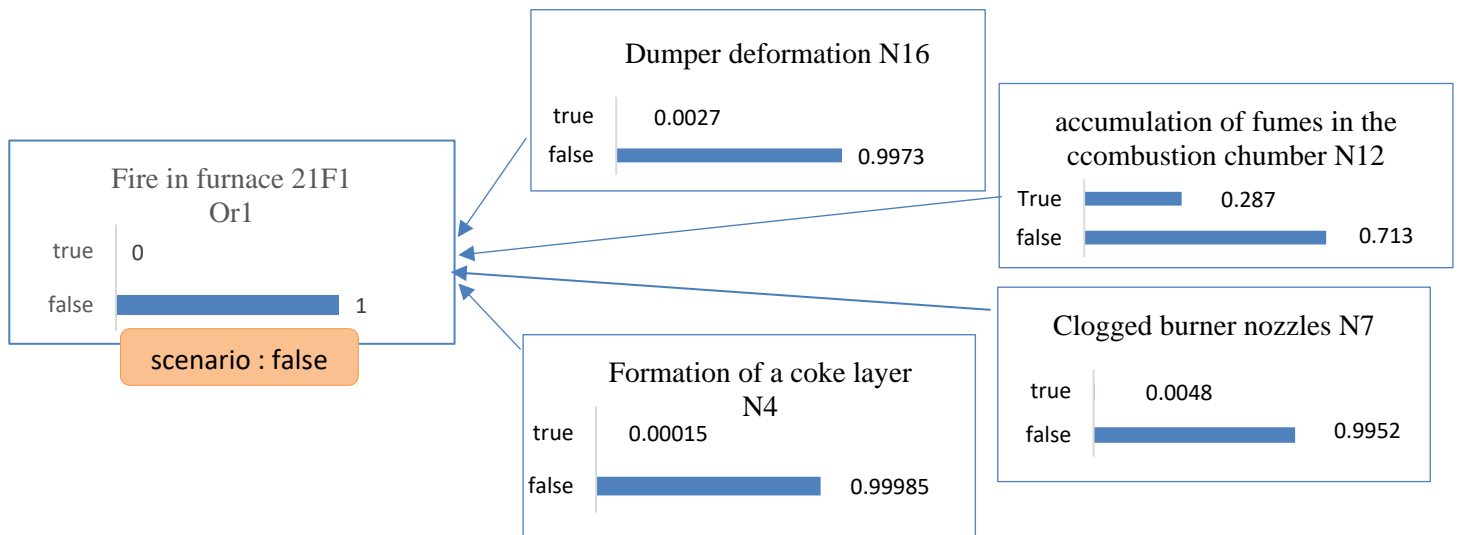 Fire in furnace 21F1
Or1
true
0
false
1
scenario : false
Dumper deformation N16
true
0.0027
false
0.9973
accumulation of fumes in the
ccombustion chumber N12
True
0.287
false
0.713
Formation of a coke layer
N4
true
0.00015
false
0.99985
Clogged burner nozzles N7
true
0.0048
false
0.9952